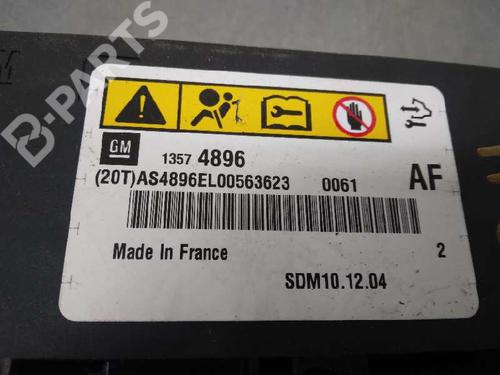 B-PARTS
GM
1357 4896
(20T)AS4896EL00563623 0061 AF
Made In France 2
SDM10.12.04